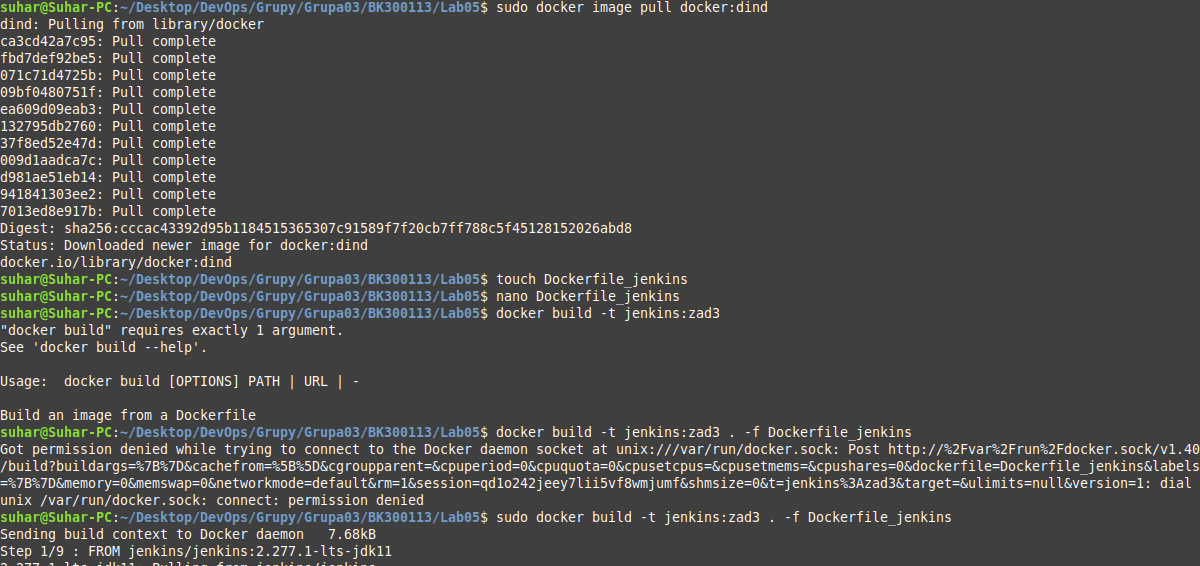 suhar@Suhar-PC:~/Desktop/DevOps/Grupy/Grupa03/BK300113/Lab05$ sudo docker image pull docker:dind
dind: Pulling from library/docker
ca3cd42a7c95: Pull complete
fbd7def92be5: Pull complete
071c71d4725b: Pull complete
09bf0480751f: Pull complete
ea609d09eab3: Pull complete
132795db2760: Pull complete
37f8ed52e47d: Pull complete
009d1aadca7c: Pull complete
d981ae51eb14: Pull complete
941841303ee2: Pull complete
7013ed8e917b: Pull complete
Digest: sha256:cccac43392d95b1184515365307c91589f7f20cb7ff788c5f45128152026abd8
Status: Downloaded newer image for docker:dind
docker.io/library/docker:dind
suhar@Suhar-PC:~/Desktop/DevOps/Grupy/Grupa03/BK300113/Lab05$ touch Dockerfile_jenkins
suhar@Suhar-PC:~/Desktop/DevOps/Grupy/Grupa03/BK300113/Lab05$ nano Dockerfile_jenkins
suhar@Suhar-PC:~/Desktop/DevOps/Grupy/Grupa03/BK300113/Lab05$ docker build -t jenkins:zad3
"docker build" requires exactly 1 argument.
See 'docker build --help'.
Usage:  docker build [OPTIONS] PATH | URL | -
Build an image from a Dockerfile
suhar@Suhar-PC:~/Desktop/DevOps/Grupy/Grupa03/BK300113/Lab05$ docker build -t jenkins:zad3 . -f Dockerfile_jenkins
Got permission denied while trying to connect to the Docker daemon socket at unix:///var/run/docker.sock: Post http://%2Fvar%2Frun%2Fdocker.sock/v1.40
/build?buildargs=%7B%7D&cachefrom=%5B%5D&cgroupparent=&cpuperiod=0&cpuquota=0&cpusetcpus=&cpusetmems=&cpushares=0&dockerfile=Dockerfile_jenkins&labels
=%7B%7D&memory=0&memswap=0&networkmode=default&rm=1&session=qd1o242jeey7lii5vf8wmjumf&shmsize=0&t=jenkins%3Azad3&target=&ulimits=null&version=1: dial
unix /var/run/docker.sock: connect: permission denied
suhar@Suhar-PC:~/Desktop/DevOps/Grupy/Grupa03/BK300113/Lab05$ sudo docker build -t jenkins:zad3 . -f Dockerfile_jenkins
Sending build context to Docker daemon   7.68kB
Step 1/9 : FROM jenkins/jenkins:2.277.1-lts-jdk11
2.277.1-lts-jdk11: Pulling from jenkins/jenkins